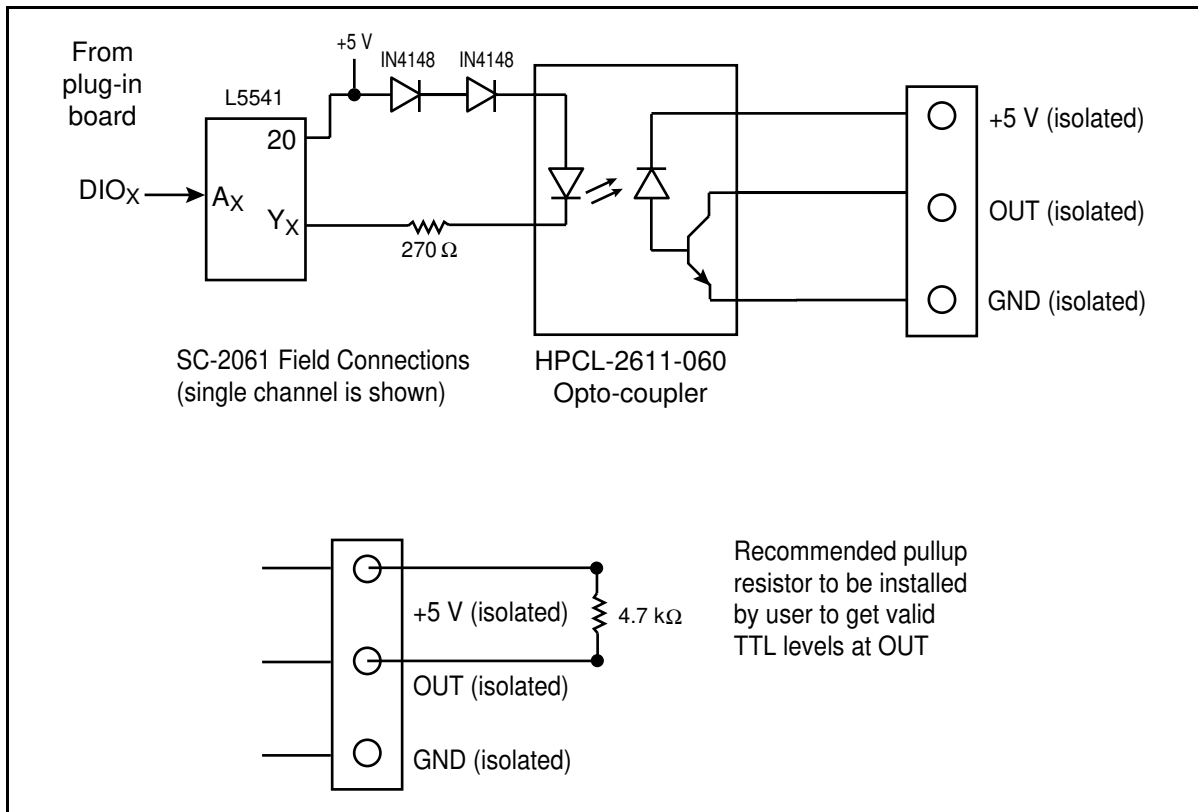 From
plug-in
board
+5 V
IN4148
IN4148
L5541
20
DIOX
AX
YX
270 Ω
+5 V (isolated)
OUT (isolated)
GND (isolated)
SC-2061 Field Connections
(single channel is shown)
HPCL-2611-060
Opto-coupler
+5 V (isolated)
4.7 kΩ
OUT (isolated)
GND (isolated)
Recommended pullup
resistor to be installed
by user to get valid
TTL levels at OUT